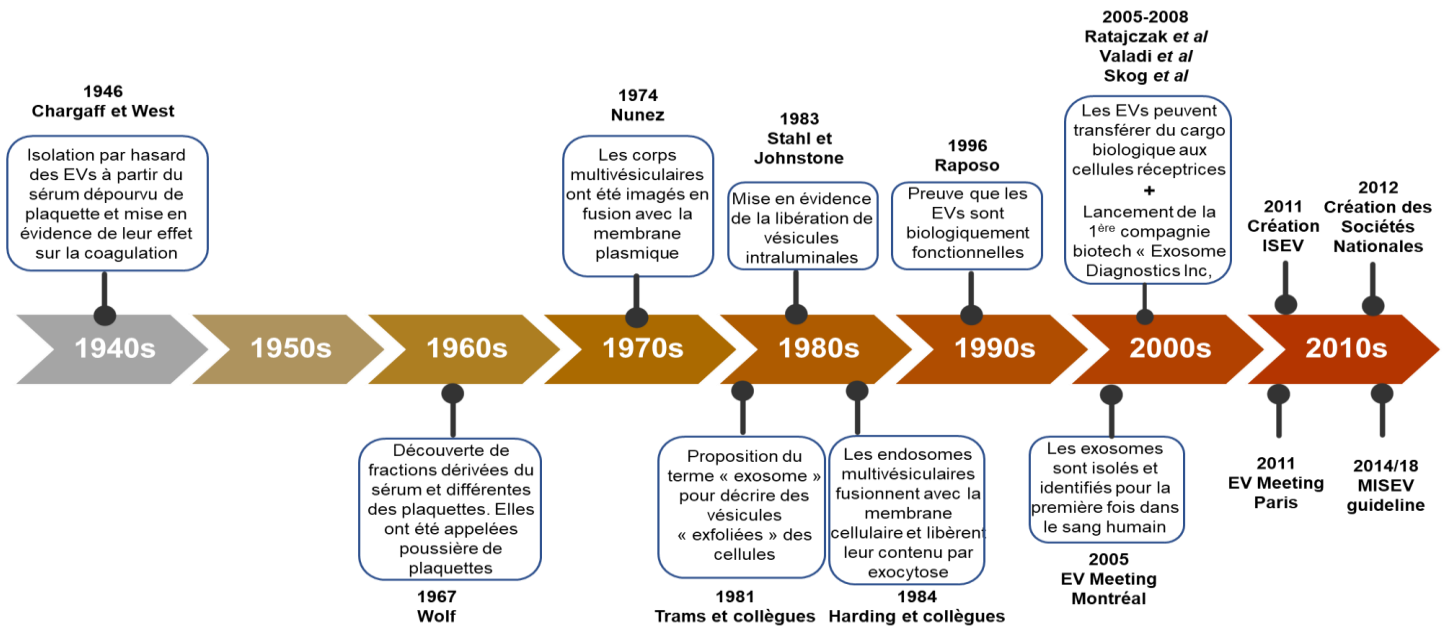 1946
Chargaff et West
Isolation par hasard
des EVs à partir du
sérum dépourvu de
plaquette et mise en
évidence de leur effet
sur la coagulation
1974
Nunez
Les corps
multivésiculaires
ont été imagés en
fusion avec la
membrane
plasmique
1983
Stahl et
Johnstone
Mise en évidence
de la libération de
vésicules
intraluminales
1996
Raposo
Preuve que les
EVs sont
biologiquement
fonctionnelles
2005-2008
Ratajczak et al
Valadi et al
Skog et al
Les EVs peuvent
transférer du cargo
biologique aux
cellules réceptrices
+
Lancement de la
1ère compagnie
biotech « Exosome
Diagnostics Inc,
2011
Création
ISEV
2012
Création des
Sociétés
Nationales
1940s
1950s
1960s
1970s
1980s
1990s
2000s
2010s
Découverte de
fractions dérivées du
sérum et différentes
des plaquettes. Elles
ont été appelées
poussière de
plaquettes
1967
Wolf
Proposition du
terme « exosome »
pour décrire des
vésicules
« exfoliées » des
cellules
1981
Trams et collègues
Les endosomes
multivésiculaires
fusionnent avec la
membrane
cellulaire et libèrent
leur contenu par
exocytose
1984
Harding et collègues
Les exosomes
sont isolés et
identifiés pour la
première fois dans
le sang humain
2005
EV Meeting
Montréal
2011
EV Meeting
Paris
2014/18
MISEV
guideline